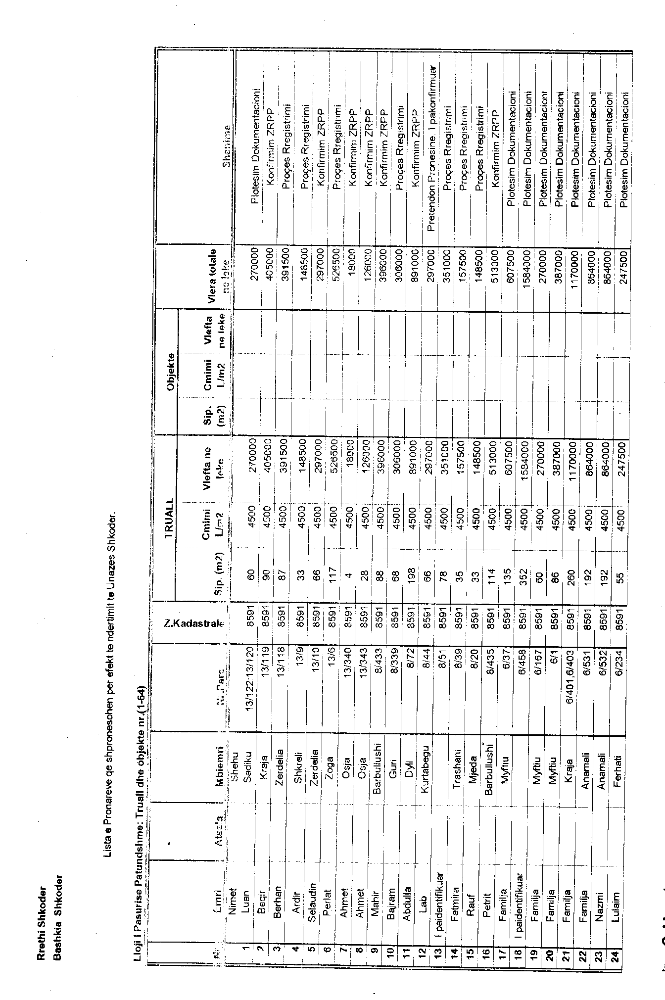 Rrethi Shkoder
Bashkia Shkoder
Lista e Pronareve qe shpronesohen per efekt te ndertimit te Unazes Shkoder.
Lloji I Pasurise Patundshme: Truall dhe objekte nr.(1-64)
TRUALL Objekte
Nr Emri Atesia Mbiemri Nr.Parc Z.Kadastrale Sip. (m2) Cmimi L/m2 Vlefta ne leke Sip. (m2) Cmimi L/m2 Vlefta ne leke Vlera totale ne leke Shenime
Nimet Shehu
1 Luan Sadiku 13/122:13/120 8591 60 4500 270000 270000 Plotesim Dokumentacioni
2 Beqir Kraja 13/119 8591 90 4500 405000 405000 Konfirmim ZRPP
3 Berhan Zerdelia 13/118 8591 87 4500 391500 391500 Proçes Rregistrimi
4 Ardir Shkreli 13/9 8591 33 4500 148500 148500 Proçes Rregistrimi
5 Selaudin Zerdelia 13/10 8591 66 4500 297000 297000 Konfirmim ZRPP
6 Perlat Zoga 13/6 8591 117 4500 526500 526500 Proçes Rregistrimi
7 Ahmet Osja 13/340 8591 4 4500 18000 18000 Konfirmim ZRPP
8 Ahmet Osja 13/343 8591 28 4500 126000 126000 Konfirmim ZRPP
9 Mahir Barbullushi 8/433 8591 88 4500 396000 396000 Konfirmim ZRPP
10 Bajram Guri 8/339 8591 68 4500 306000 306000 Proçes Rregistrimi
11 Abdulla Dyli 8/72 8591 198 4500 891000 891000 Konfirmim ZRPP
12 Lab Kurtabegu 8/44 8591 66 4500 297000 297000 Pretendon Pronesine. I pakonfirmuar
13 I paidentifikuar 8/51 8591 78 4500 351000 351000 Proçes Rregistrimi
14 Fatmira Trashani 8/39 8591 35 4500 157500 157500 Proçes Rregistrimi
15 Rauf Mjeda 8/20 8591 33 4500 148500 148500 Proçes Rregistrimi
16 Petrit Barbullushi 8/435 8591 114 4500 513000 513000 Konfirmim ZRPP
17 Familja Myftiu 6/37 8591 135 4500 607500 607500 Plotesim Dokumentacioni
18 I paidentifikuar 6/458 8591 352 4500 1584000 1584000 Plotesim Dokumentacioni
19 Familja Myftiu 6/167 8591 60 4500 270000 270000 Plotesim Dokumentacioni
20 Familja Myftiu 6/1 8591 86 4500 387000 387000 Plotesim Dokumentacioni
21 Familja Kraja 6/401,6/403 8591 260 4500 1170000 1170000 Plotesim Dokumentacioni
22 Familja Anamali 6/531 8591 192 4500 864000 864000 Plotesim Dokumentacioni
23 Nazmi Anamali 6/532 8591 192 4500 864000 864000 Plotesim Dokumentacioni
24 Lulaim Ferhati 6/234 8591 55 4500 247500 247500 Plotesim Dokumentacioni